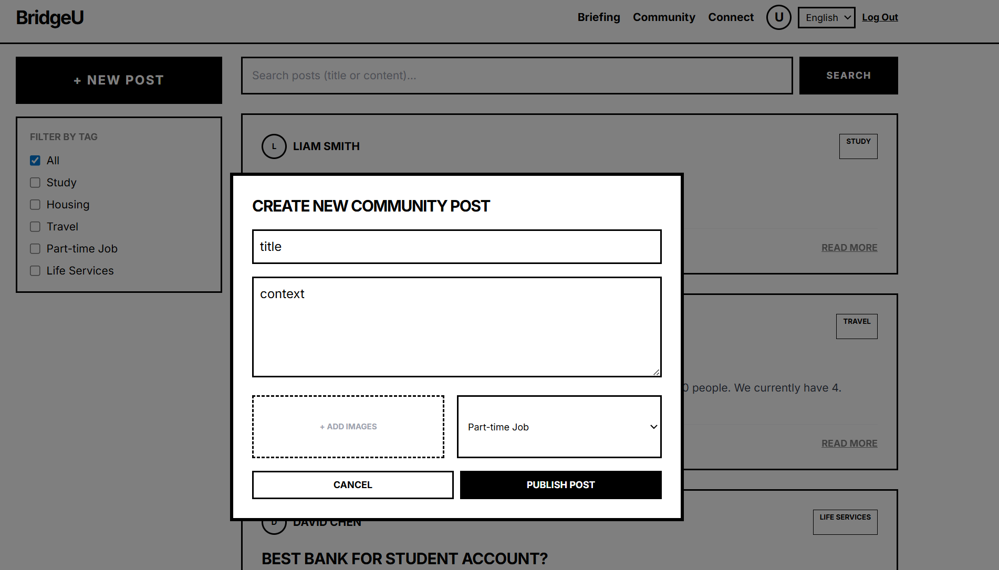 BridgeU
Briefing Community Connect U English Log Out
+ NEW POST
Search posts (title or content)...
SEARCH
FILTER BY TAG
All
Study
Housing
Travel
Part-time Job
Life Services
L LIAM SMITH
STUDY
READ MORE
CREATE NEW COMMUNITY POST
title
context
+ ADD IMAGES
Part-time Job
CANCEL
PUBLISH POST
TRAVEL
0 people. We currently have 4.
READ MORE
D DAVID CHEN
LIFE SERVICES
BEST BANK FOR STUDENT ACCOUNT?